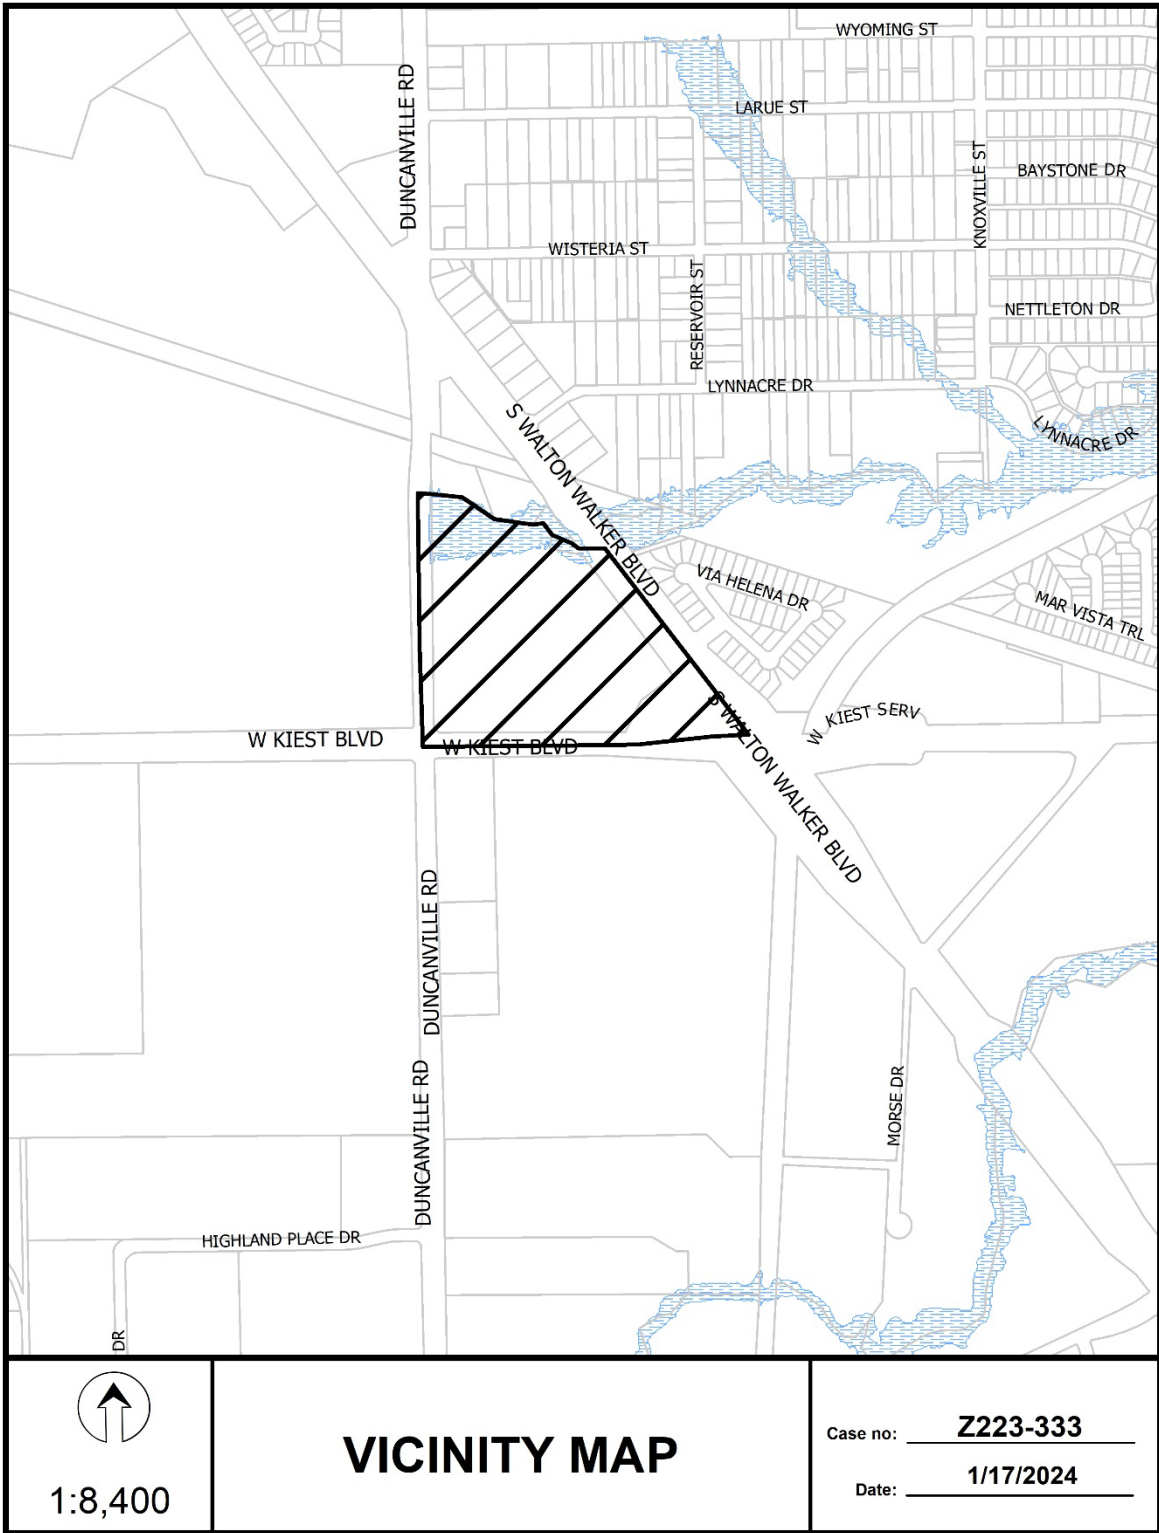 WYOMING ST
DUNCANVILLE RD
LARUE ST
KNOXVILLE ST
BAYSTONE DR
WISTERIA ST
RESERVOIR ST
NETTLETON DR
LYNNACRE DR
LYNNACRE DR
S WALTON WALKER BLVD
VIA HELENA DR
MAR VISTA TRL
W KIEST SERV
W KIEST BLVD
W KIEST BLVD
S WALTON WALKER BLVD
DUNCANVILLE RD
DUNCANVILLE RD
MORSE DR
HIGHLAND PLACE DR
DR
1:8,400
VICINITY MAP
Case no: Z223-333
Date: 1/17/2024